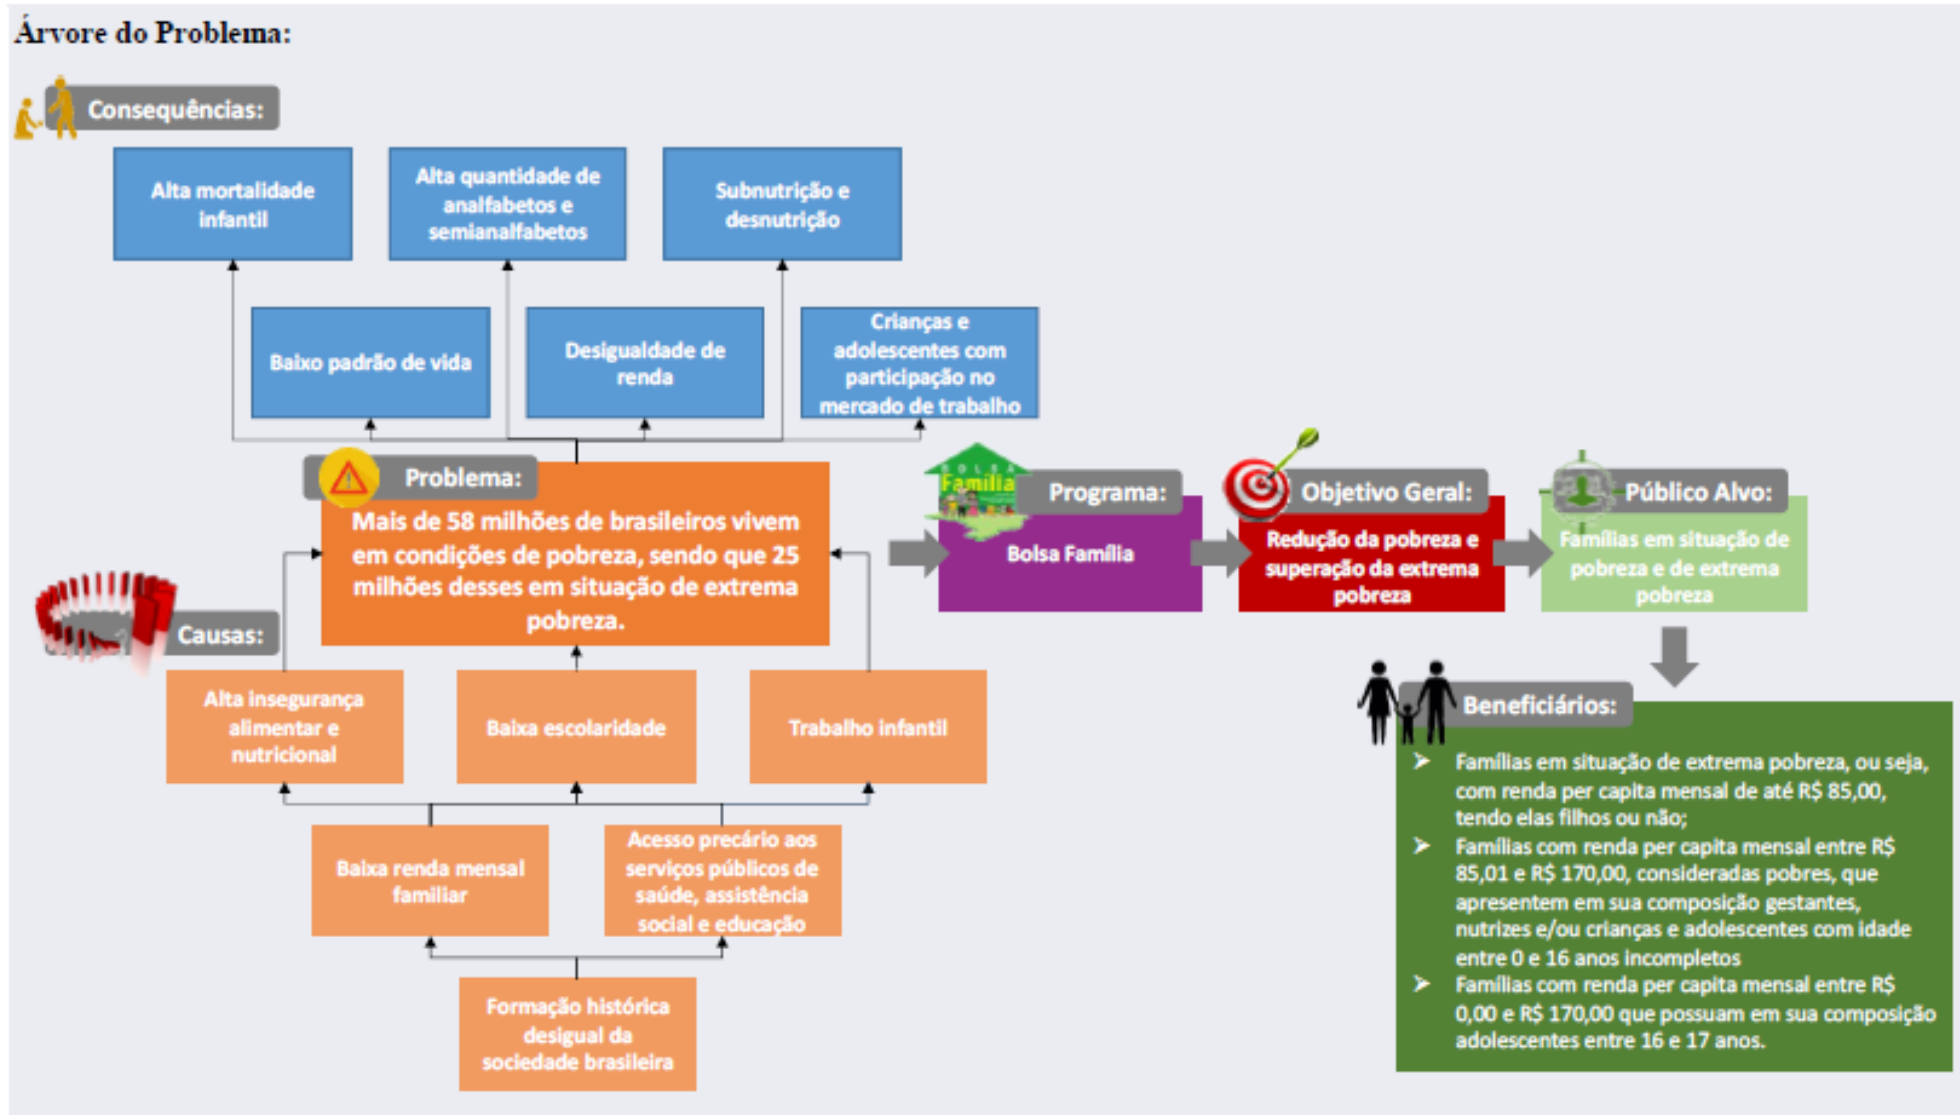 Árvore do Problema:
Consequências:
Alta mortalidade
infantil
Alta quantidade de
analfabetos e
semianalfabetos
Subnutrição e
desnutrição
Baixo padrão de vida
Desigualdade de
renda
Crianças e
adolescentes com
participação no
mercado de trabalho
Problema:
Mais de 58 milhões de brasileiros vivem
em condições de pobreza, sendo que 25
milhões desses em situação de extrema
pobreza.
BOLSA
Família
Programa:
Bolsa Família
Objetivo Geral:
Redução da pobreza e
superação da extrema
pobreza
Público Alvo:
Famílias em situação de
pobreza e de extrema
pobreza
Causas:
Alta insegurança
alimentar e
nutricional
Baixa escolaridade
Trabalho infantil
Baixa renda mensal
familiar
Acesso precário aos
serviços públicos de
saúde, assistência
social e educação
Formação histórica
desigual da
sociedade brasileira
Beneficiários:
➤ Famílias em situação de extrema pobreza, ou seja,
com renda per capita mensal de até R$ 85,00,
tendo elas filhos ou não;
➤ Famílias com renda per capita mensal entre R$
85,01 e R$ 170,00, consideradas pobres, que
apresentem em sua composição gestantes,
nutrizes e/ou crianças e adolescentes com idade
entre 0 e 16 anos incompletos
➤ Famílias com renda per capita mensal entre R$
0,00 e R$ 170,00 que possuam em sua composição
adolescentes entre 16 e 17 anos.